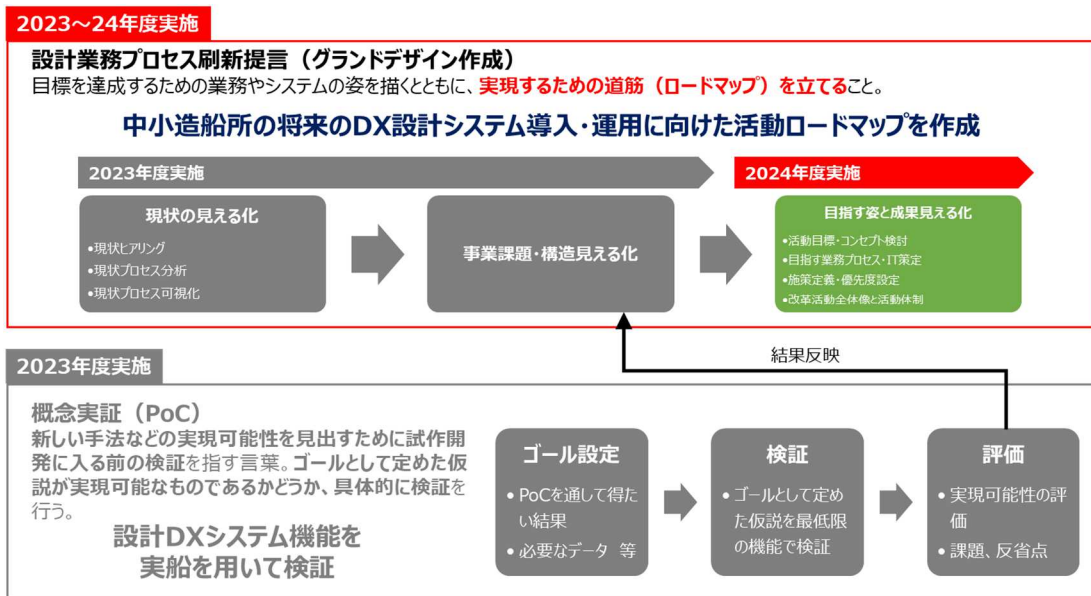 2023～24年度実施
設計業務プロセス刷新提言（グランドデザイン作成）
目標を達成するための業務やシステムの姿を描くとともに、実現するための道筋（ロードマップ）を立てること。
中小造船所の将来のDX設計システム導入・運用に向けた活動ロードマップを作成
2023年度実施
2024年度実施
現状の見える化
•現状ヒアリング
•現状プロセス分析
•現状プロセス可視化
事業課題・構造見える化
目指す姿と成果見える化
•活動目標・コンセプト検討
•目指す業務プロセス・IT策定
•施策定義・優先度設定
•改革活動全体像と活動体制
結果反映
2023年度実施
概念実証（PoC）
新しい手法などの実現可能性を見出すために試作開
発に入る前の検証を指す言葉。ゴールとして定めた仮
説が実現可能なものであるかどうか、具体的に検証を
行う。
設計DXシステム機能を
実船を用いて検証
ゴール設定
• PoCを通して得た
い結果
• 必要なデータ 等
検証
• ゴールとして定め
た仮説を最低限
の機能で検証
評価
• 実現可能性の評
価
• 課題、反省点